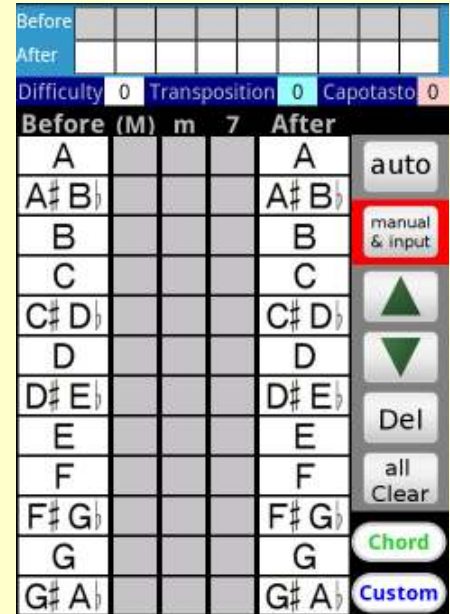 Before
After
Difficulty 0 Transposition 0 Capotasto 0
Before (M) m 7 After
A A
A♯ B♭ A♯ B♭
B B
C C
C♯ D♭ C♯ D♭
D D
D♯ E♭ D♯ E♭
E E
F F
F♯ G♭ F♯ G♭
G G
G♯ A♭ G♯ A♭
auto
manual
& input
▲
▼
Del
all
Clear
Chord
Custom